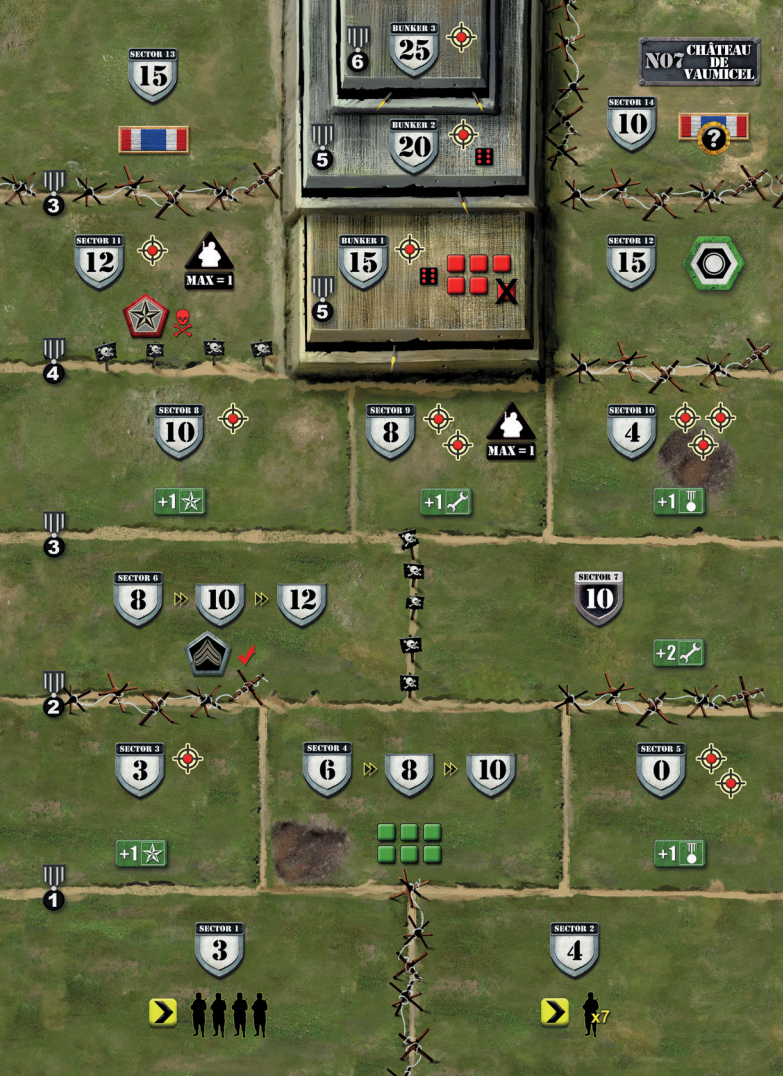 BUNKER 3
25
6
N07 CHÂTEAU
DE
VAUMICEL
SECTOR 13
15
SECTOR 14
10
?
BUNKER 2
20
5
3
SECTOR 11
12
MAX = 1
BUNKER 1
15
5
X
SECTOR 12
15
4
SECTOR 8
10
SECTOR 9
8
MAX = 1
SECTOR 10
4
+1
+1
+1
3
SECTOR 6
8 10 12
SECTOR 7
10
+2
2
SECTOR 3
3
SECTOR 4
6 8 10
SECTOR 5
0
+1
+1
1
SECTOR 1
3
SECTOR 2
4
x7